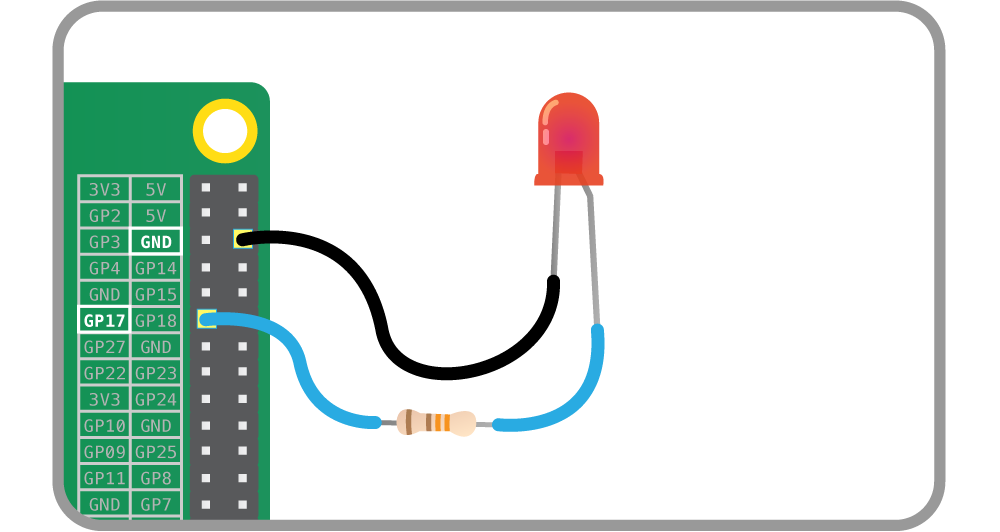 3V3 5V
GP2 5V
GP3 GND
GP4 GP14
GND GP15
GP17 GP18
GP27 GND
GP22 GP23
3V3 GP24
GP10 GND
GP09 GP25
GP11 GP8
GND GP7